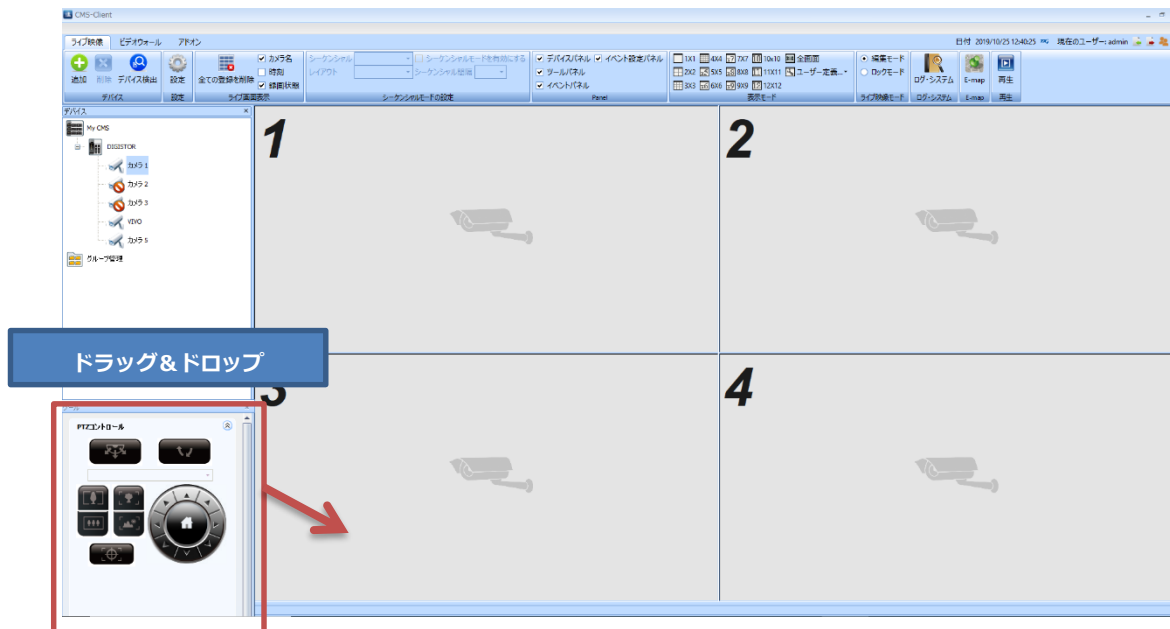 CMS-Client
ライブ映像 ビデオウォール アドオン
日付 2019/10/25 12:40:25 現在のユーザー: admin
追加 削除 デバイス検出 設定 全ての登録を削除
デバイス 設定 ライブ画面表示
カメラ名
時刻
録画状態
シーケンシャル シーケンシャルモードを有効にする
レイアウト シーケンシャル間隔
シーケンシャルモードの設定
デバイスパネル イベント設定パネル
ツールパネル
イベントパネル
Panel
1X1 4X4 7X7 10x10 全画面
2X2 5X5 8X8 11X11 ユーザー定義...
3X3 6X6 9X9 12X12
表示モード
編集モード
ロックモード
ライブ映像モード
ログ・システム E-map 再生
ログ・システム E-map 再生
デバイス
My CMS
DIGISTOR
カメラ 1
カメラ 2
カメラ 3
VIVO
カメラ 5
グループ管理
1
2
ドラッグ&ドロップ
3
4
ツール
PTZコントロール